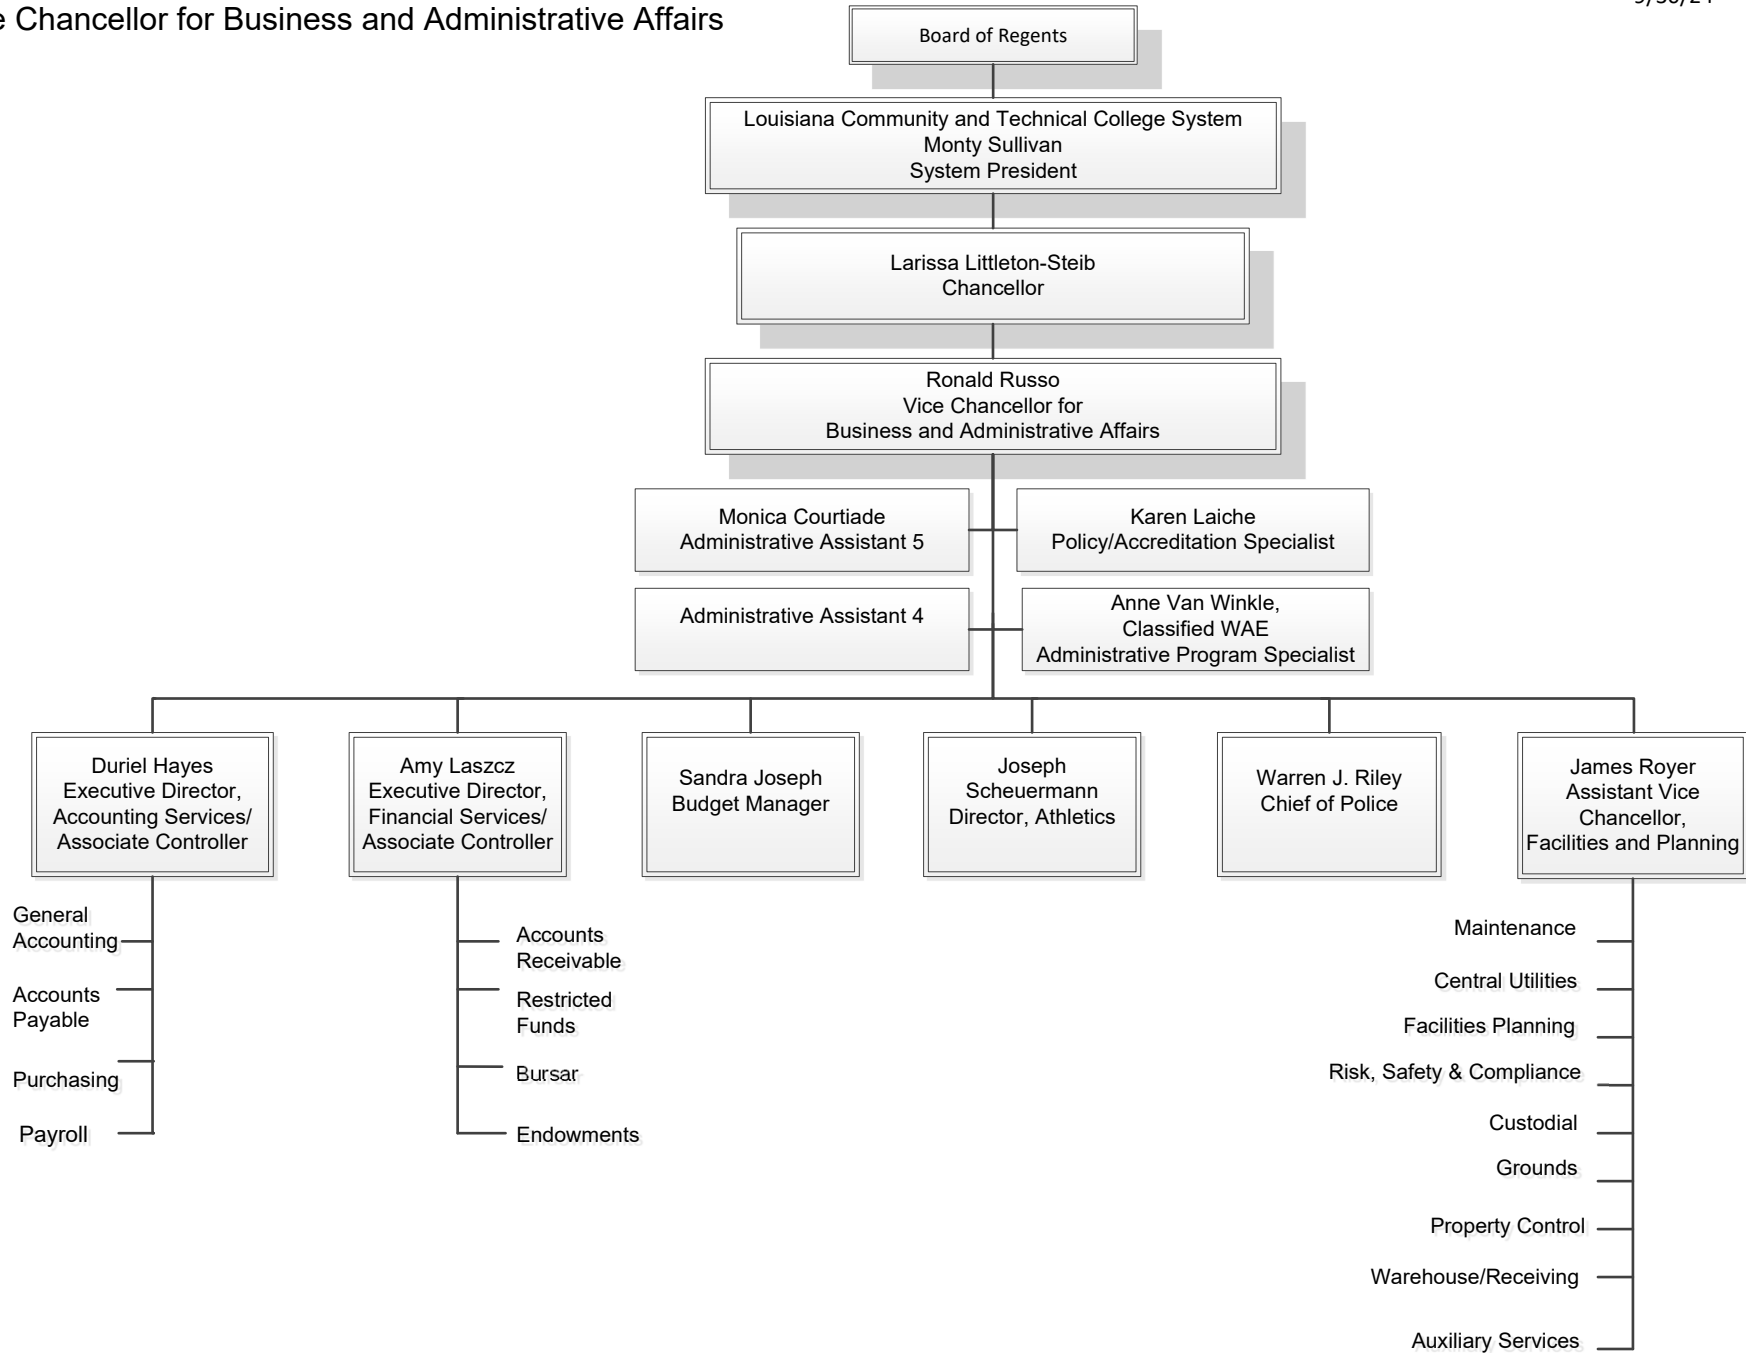 Chancellor for Business and Administrative Affairs
Board of Regents
Louisiana Community and Technical College System
Monty Sullivan
System President
Larissa Littleton-Steib
Chancellor
Ronald Russo
Vice Chancellor for
Business and Administrative Affairs
Monica Courtiade
Administrative Assistant 5
Karen Laiche
Policy/Accreditation Specialist
Administrative Assistant 4
Anne Van Winkle,
Classified WAE
Administrative Program Specialist
Duriel Hayes
Executive Director,
Accounting Services/
Associate Controller
Amy Laszcz
Executive Director,
Financial Services/
Associate Controller
Sandra Joseph
Budget Manager
Joseph
Scheuermann
Director, Athletics
Warren J. Riley
Chief of Police
James Royer
Assistant Vice
Chancellor,
Facilities and Planning
General
Accounting
Accounts
Payable
Purchasing
Payroll
Accounts
Receivable
Restricted
Funds
Bursar
Endowments
Maintenance
Central Utilities
Facilities Planning
Risk, Safety & Compliance
Custodial
Grounds
Property Control
Warehouse/Receiving
Auxiliary Services